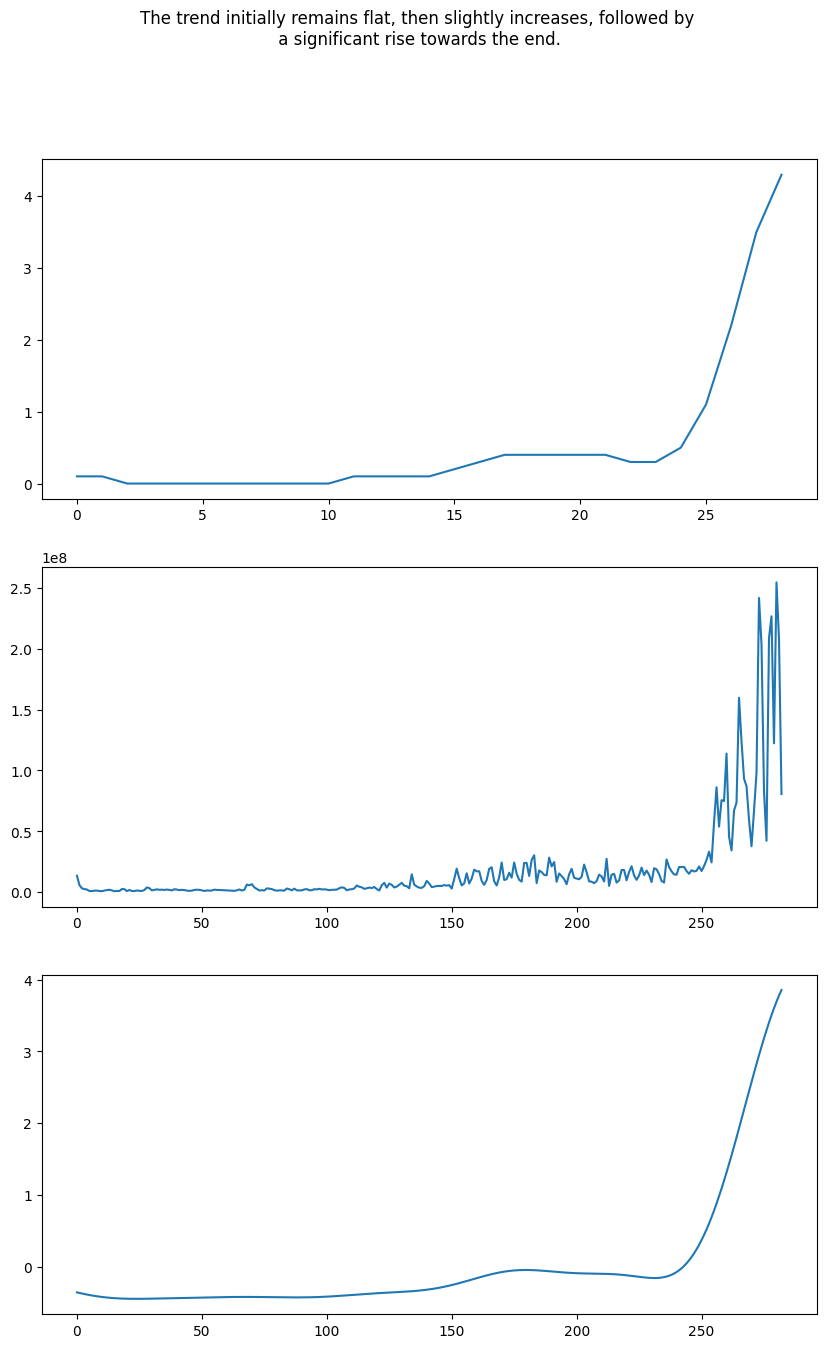 The trend initially remains flat, then slightly increases, followed by
a significant rise towards the end.
4
3
2
1
0
0 5 10 15 20 25
1e8
2.5
2.0
1.5
1.0
0.5
0.0
0 50 100 150 200 250
4
3
2
1
0
0 50 100 150 200 250